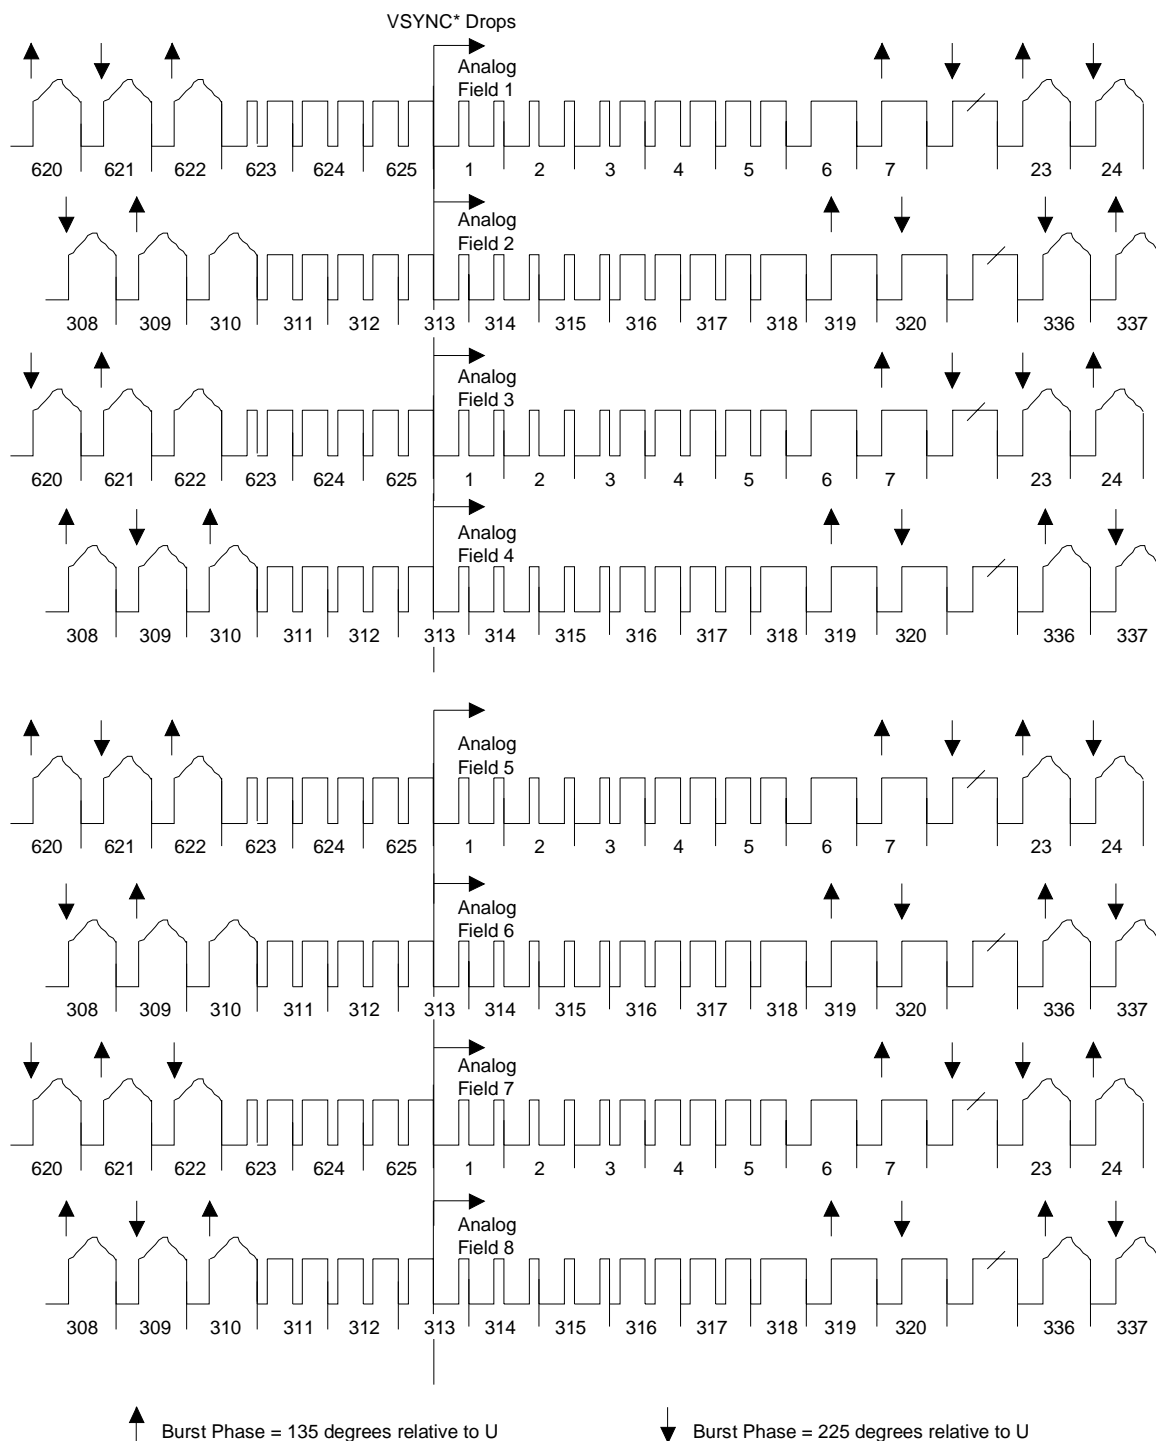 VSYNC* Drops
Analog
Field 1
620 621 622 623 624 625 1 2 3 4 5 6 7 23 24
Analog
Field 2
308 309 310 311 312 313 314 315 316 317 318 319 320 336 337
Analog
Field 3
620 621 622 623 624 625 1 2 3 4 5 6 7 23 24
Analog
Field 4
308 309 310 311 312 313 314 315 316 317 318 319 320 336 337
Analog
Field 5
620 621 622 623 624 625 1 2 3 4 5 6 7 23 24
Analog
Field 6
308 309 310 311 312 313 314 315 316 317 318 319 320 336 337
Analog
Field 7
620 621 622 623 624 625 1 2 3 4 5 6 7 23 24
Analog
Field 8
308 309 310 311 312 313 314 315 316 317 318 319 320 336 337
Burst Phase = 135 degrees relative to U Burst Phase = 225 degrees relative to U